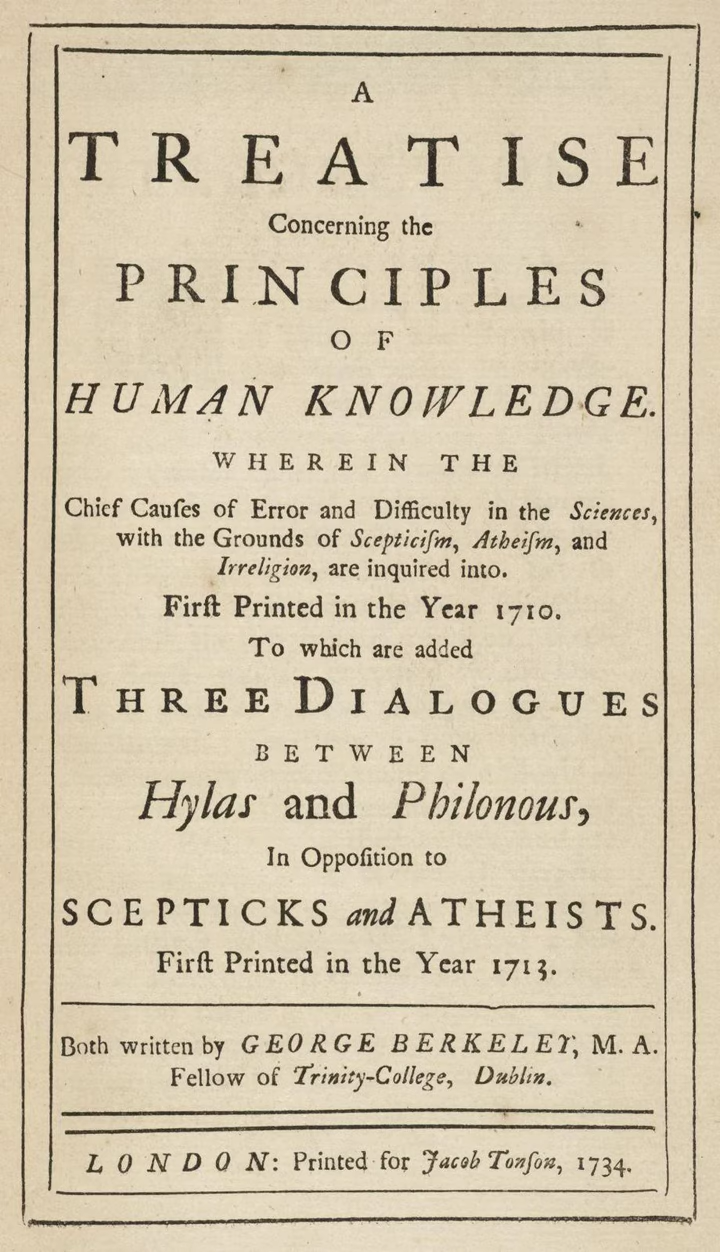 A
TREATISE
Concerning the
PRINCIPLES
OF
HUMAN KNOWLEDGE.
WHEREIN THE
Chief Cauſes of Error and Difficulty in the Sciences,
with the Grounds of Scepticiſm, Atheiſm, and
Irreligion, are inquired into.
Firſt Printed in the Year 1710.
To which are added
THREE DIALOGUES
BETWEEN
Hylas and Philonous,
In Oppoſition to
SCEPTICKS and ATHEISTS.
Firſt Printed in the Year 1713.
Both written by GEORGE BERKELEY, M. A.
Fellow of Trinity-College, Dublin.
LONDON: Printed for Jacob Tonſon, 1734.